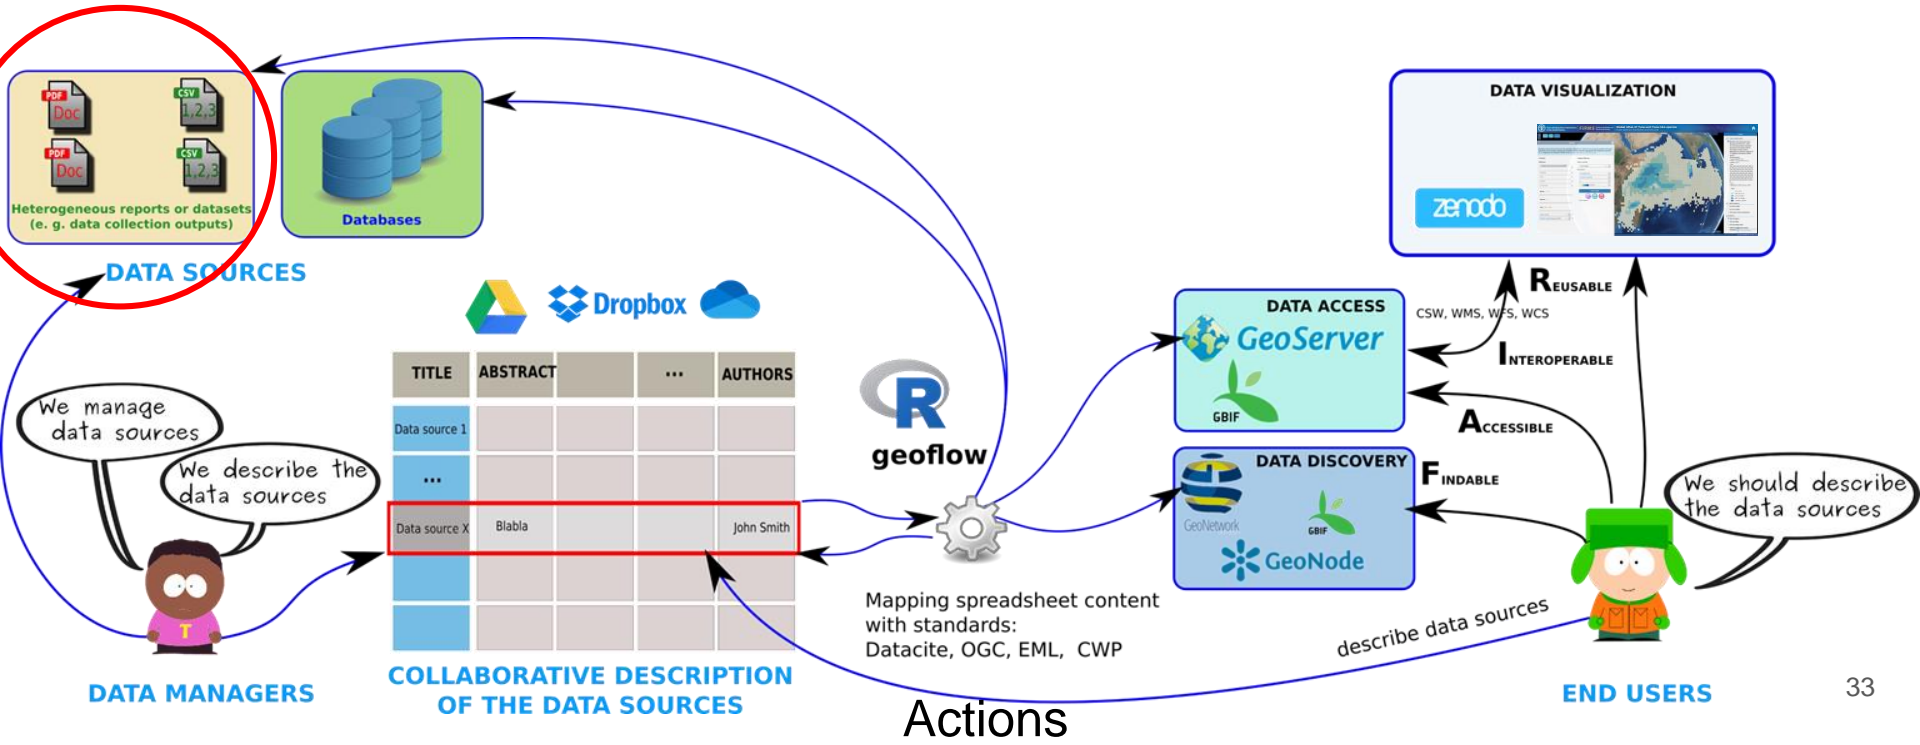 PDF
Doc
CSV
1,2,3
PDF
Doc
CSV
1,2,3
Heterogeneous reports or datasets
(e. g. data collection outputs)
Databases
DATA SOURCES
We manage
data sources
We describe the
data sources
T
DATA MANAGERS
Dropbox
TITLE
ABSTRACT
...
AUTHORS
Data source 1
...
Data source X
Blabla
John Smith
COLLABORATIVE DESCRIPTION
OF THE DATA SOURCES
R
geoflow
Mapping spreadsheet content
with standards:
Datacite, OGC, EML, CWP
DATA ACCESS
GeoServer
GBIF
DATA DISCOVERY
GeoNetwork
GBIF
GeoNode
DATA VISUALIZATION
zenodo
REUSABLE
CSW, WMS, WFS, WCS
INTEROPERABLE
ACCESSIBLE
FINDABLE
We should describe
the data sources
describe data sources
END USERS
33
Actions